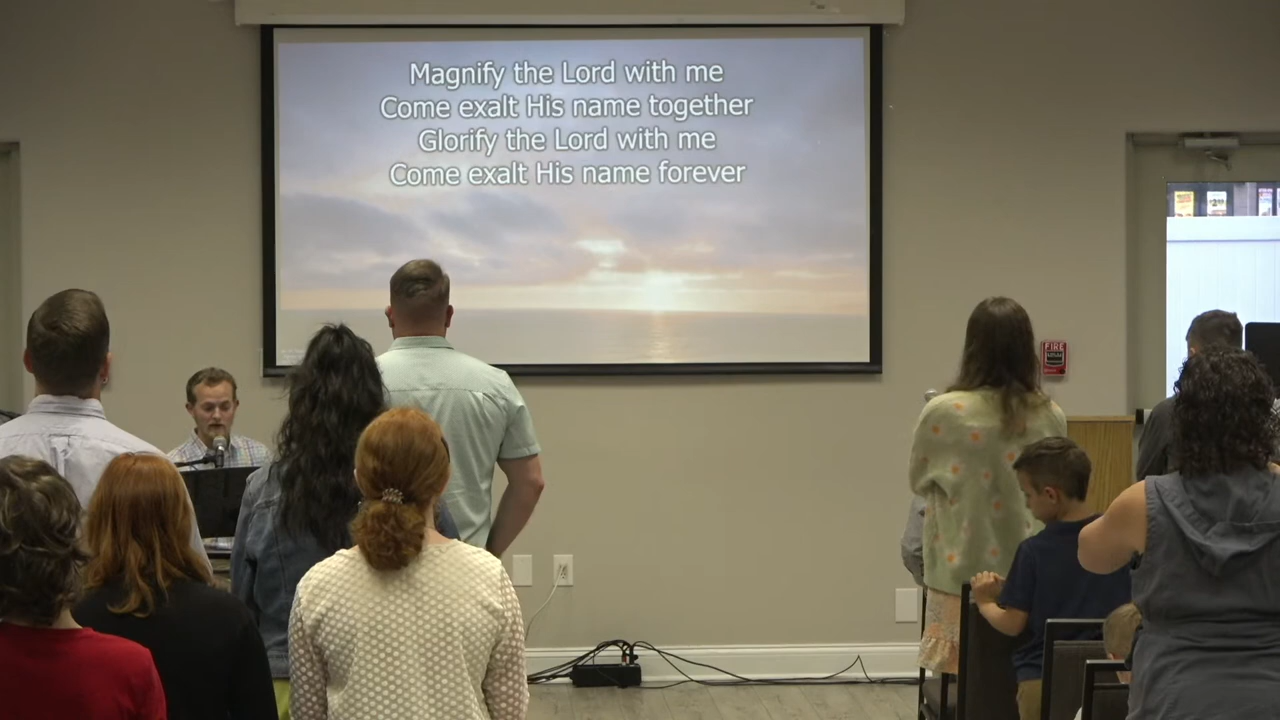 Magnify the Lord with me
Come exalt His name together
Glorify the Lord with me
Come exalt His name forever
FIRE